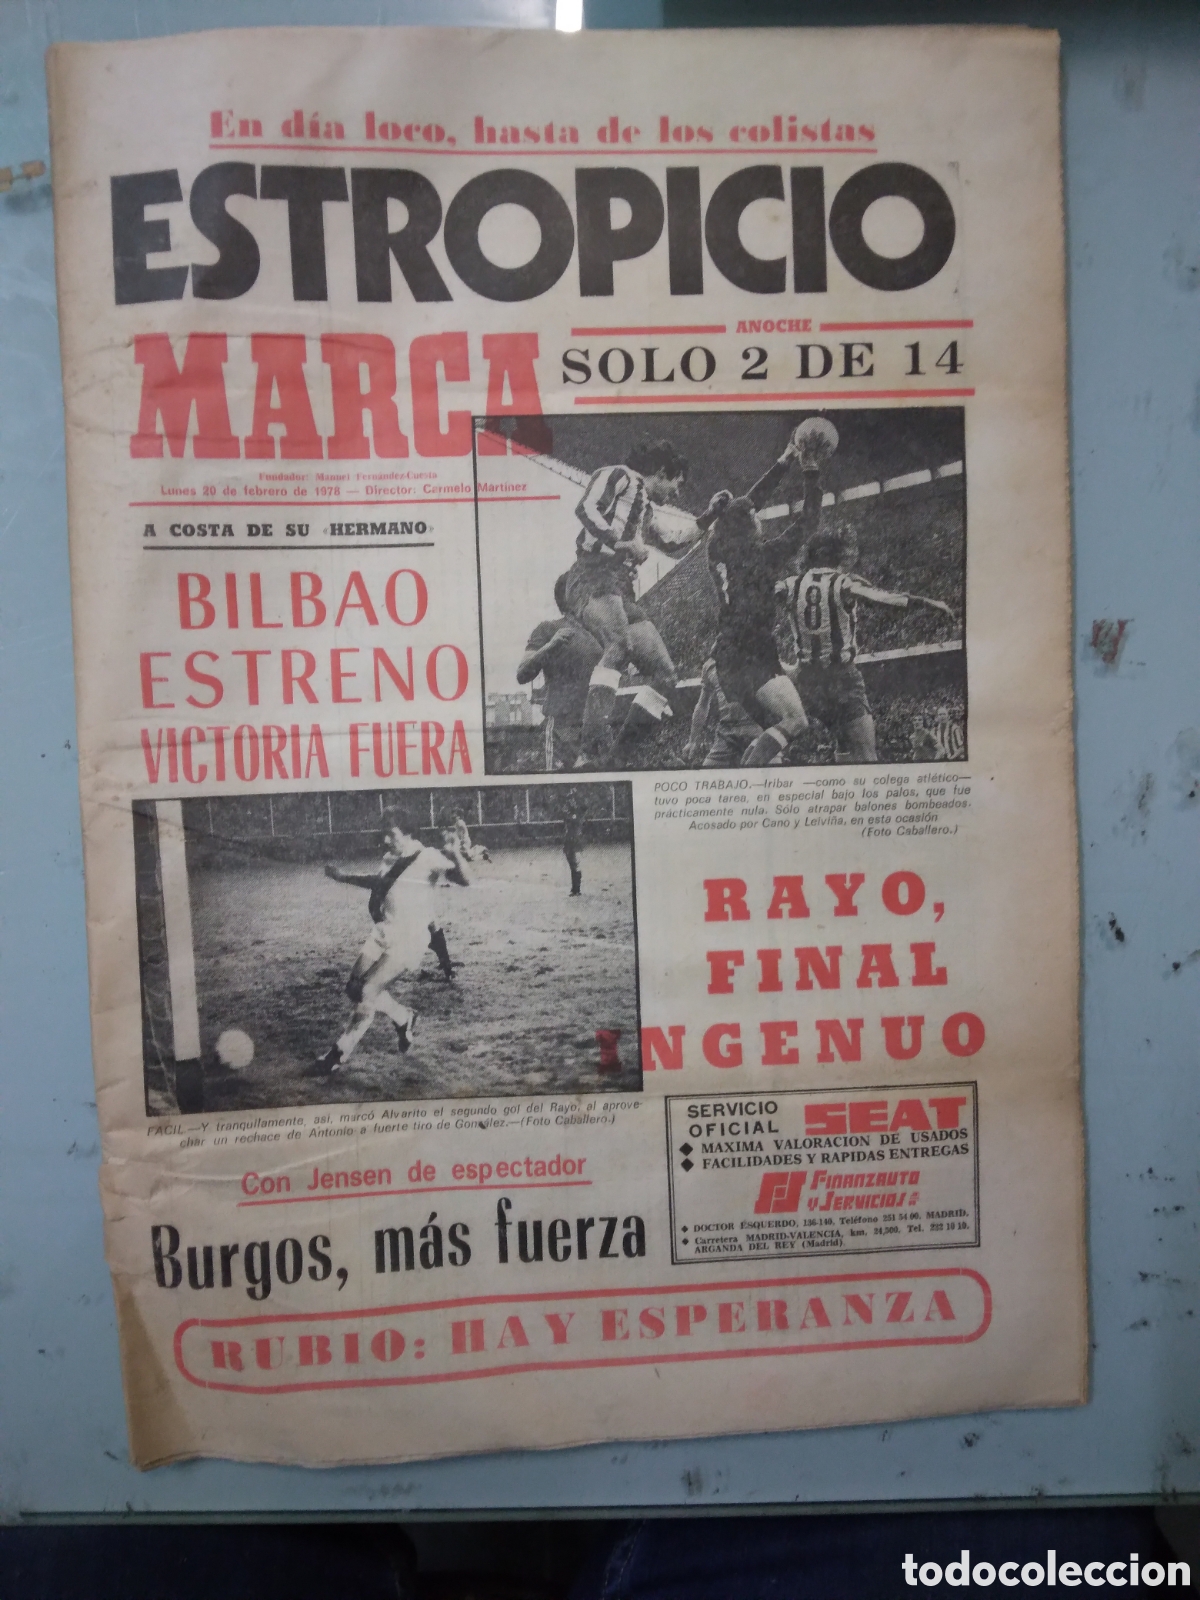 En día loco, hasta de los colistas
ESTROPICIO
MARCA
ANOCHE
SOLO 2 DE 14
Fundador: Manuel Fernández-Cuesta
Lunes 20 de febrero de 1978 — Director: Carmelo Martínez
A COSTA DE SU «HERMANO»
BILBAO
ESTRENO
VICTORIA FUERA
8
POCO TRABAJO.—Iribar —como su colega atlético—
tuvo poca tarea, en especial bajo los palos, que fue
prácticamente nula. Sólo atrapar balones bombeados.
Acosado por Cano y Leiviña, en esta ocasión
(Foto Caballero.)
RAYO,
FINAL
INGENUO
FACIL.—Y tranquilamente, así, marcó Alvarito el segundo gol del Rayo, al aprove-
char un rechace de Antonio a fuerte tiro de González.—(Foto Caballero.)
Con Jensen de espectador
Burgos, más fuerza
SERVICIO
OFICIAL
SEAT
◆ MAXIMA VALORACION DE USADOS
◆ FACILIDADES Y RAPIDAS ENTREGAS
FINANZAUTO
Y SERVICIOS
◆ DOCTOR ESQUERDO, 136-140. Teléfono 251 54 00. MADRID.
◆ Carretera MADRID-VALENCIA, km. 24,500. Tel. 232 10 10.
ARGANDA DEL REY (Madrid).
RUBIO: HAY ESPERANZA
todocoleccion